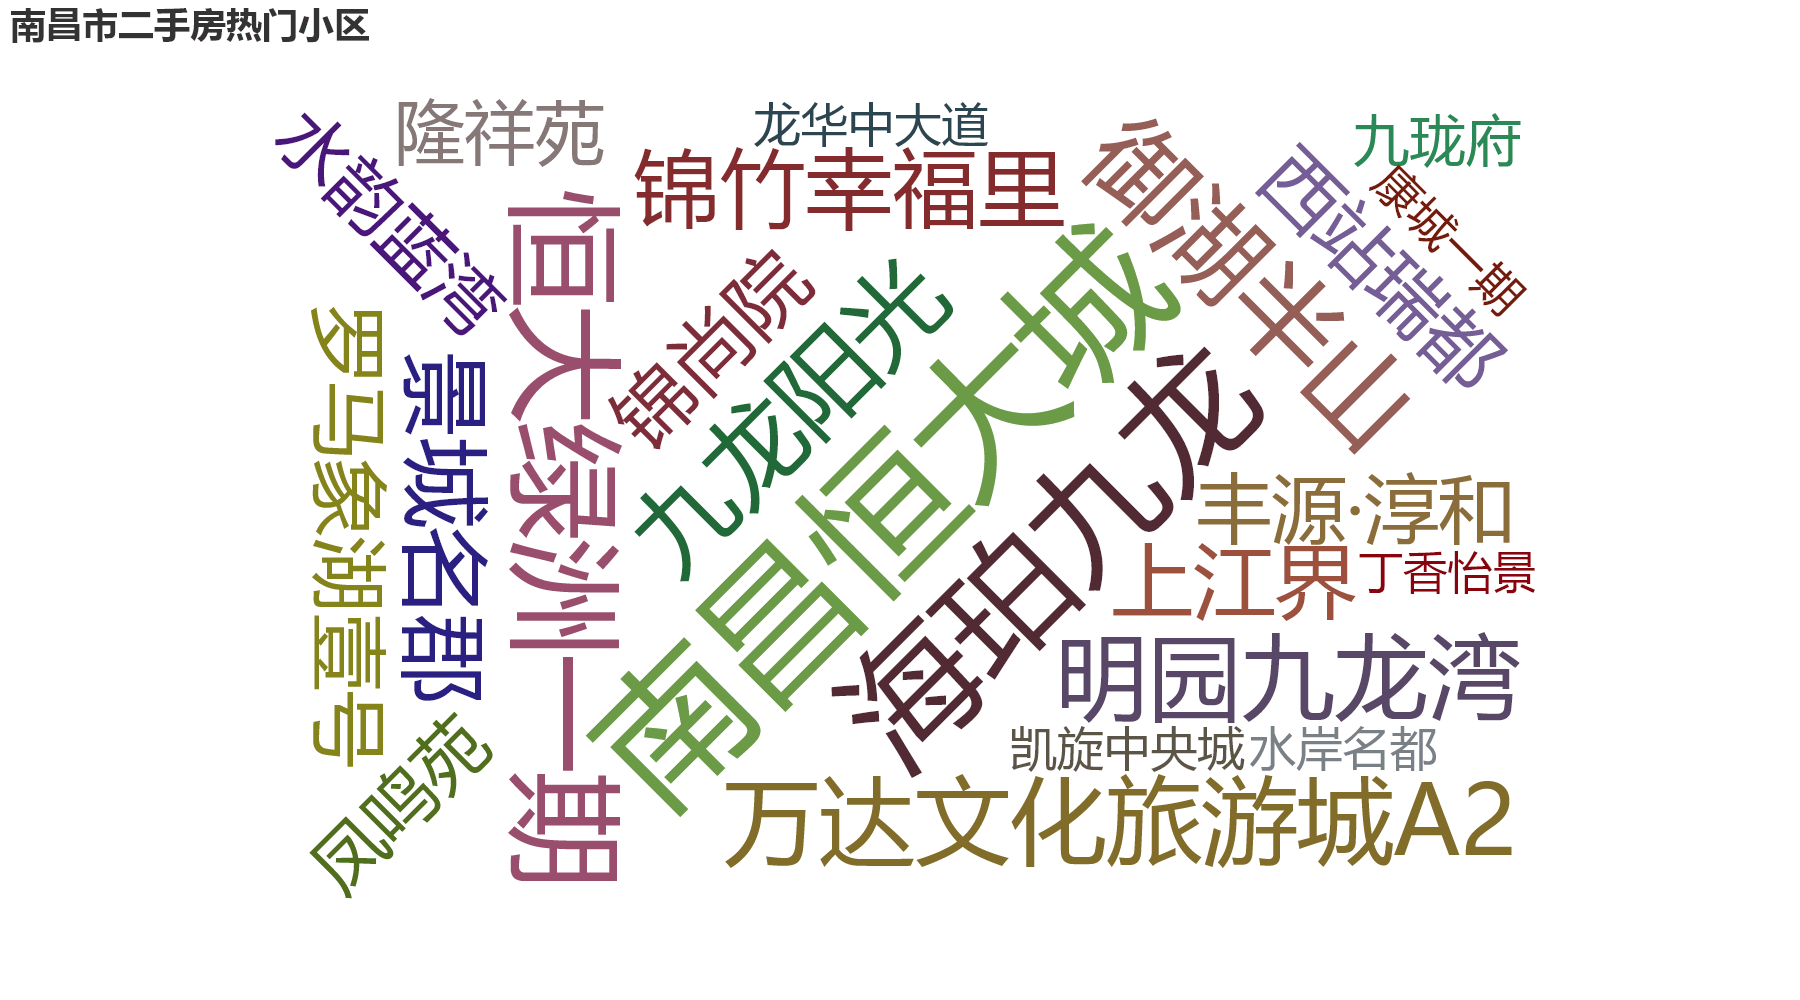 南昌市二手房热门小区
隆祥苑
龙华中大道
九珑府
水韵蓝湾
锦竹幸福里
御湖半山
西站瑞都
康城一期
恒大绿洲一期
锦尚院
九龙阳光
南昌恒大城
海珀九龙
罗马象湖壹号
景城名郡
丰源·淳和
上江界
丁香怡景
明园九龙湾
凤鸣苑
凯旋中央城
水岸名都
万达文化旅游城A2